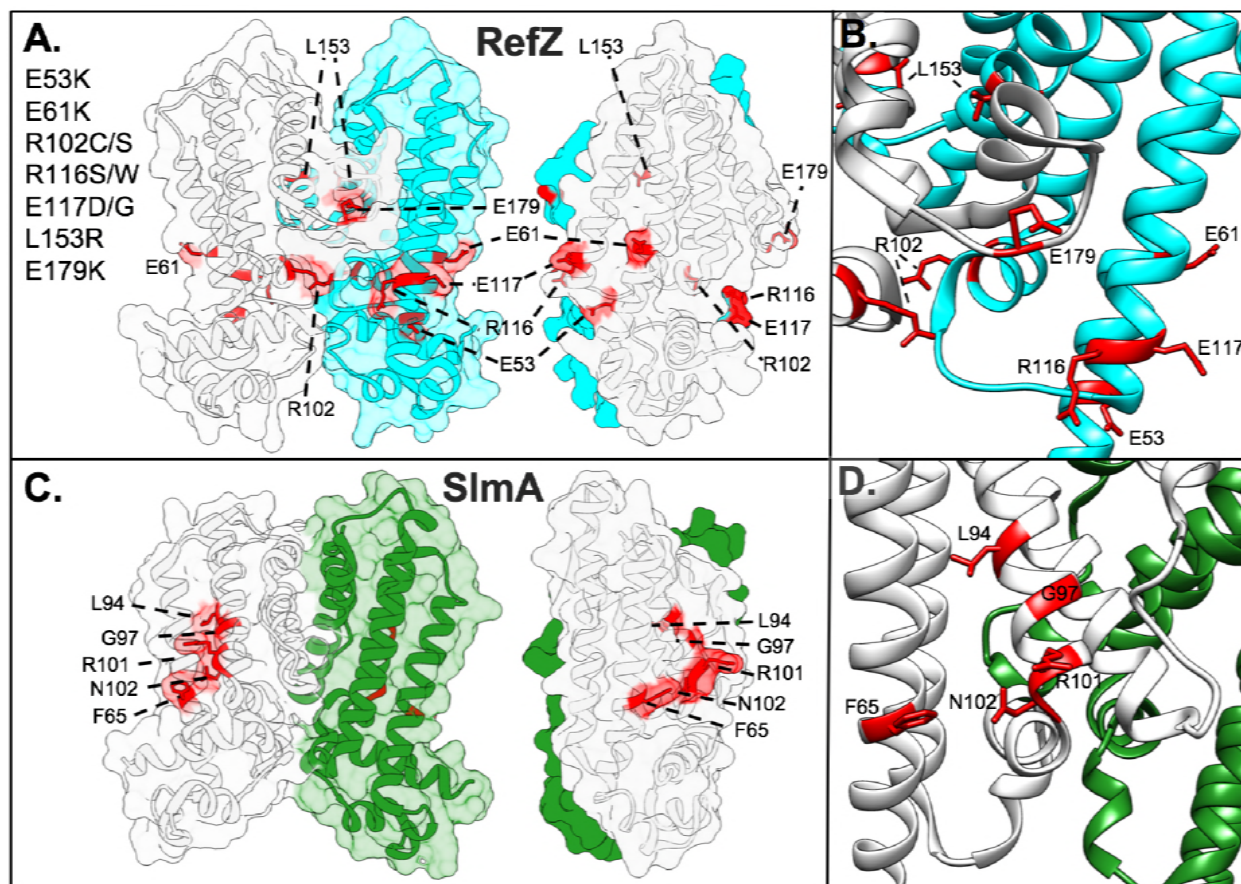 A.
RefZ
E53K
E61K
R102C/S
R116S/W
E117D/G
L153R
E179K
L153
L153
E179
E179
E61
E61
E117
R116
R116
E117
E53
R102
R102
B.
L153
R102
E179
E61
R116
E117
E53
C.
SlmA
L94
G97
R101
N102
F65
L94
G97
R101
N102
F65
D.
L94
G97
R101
N102
F65